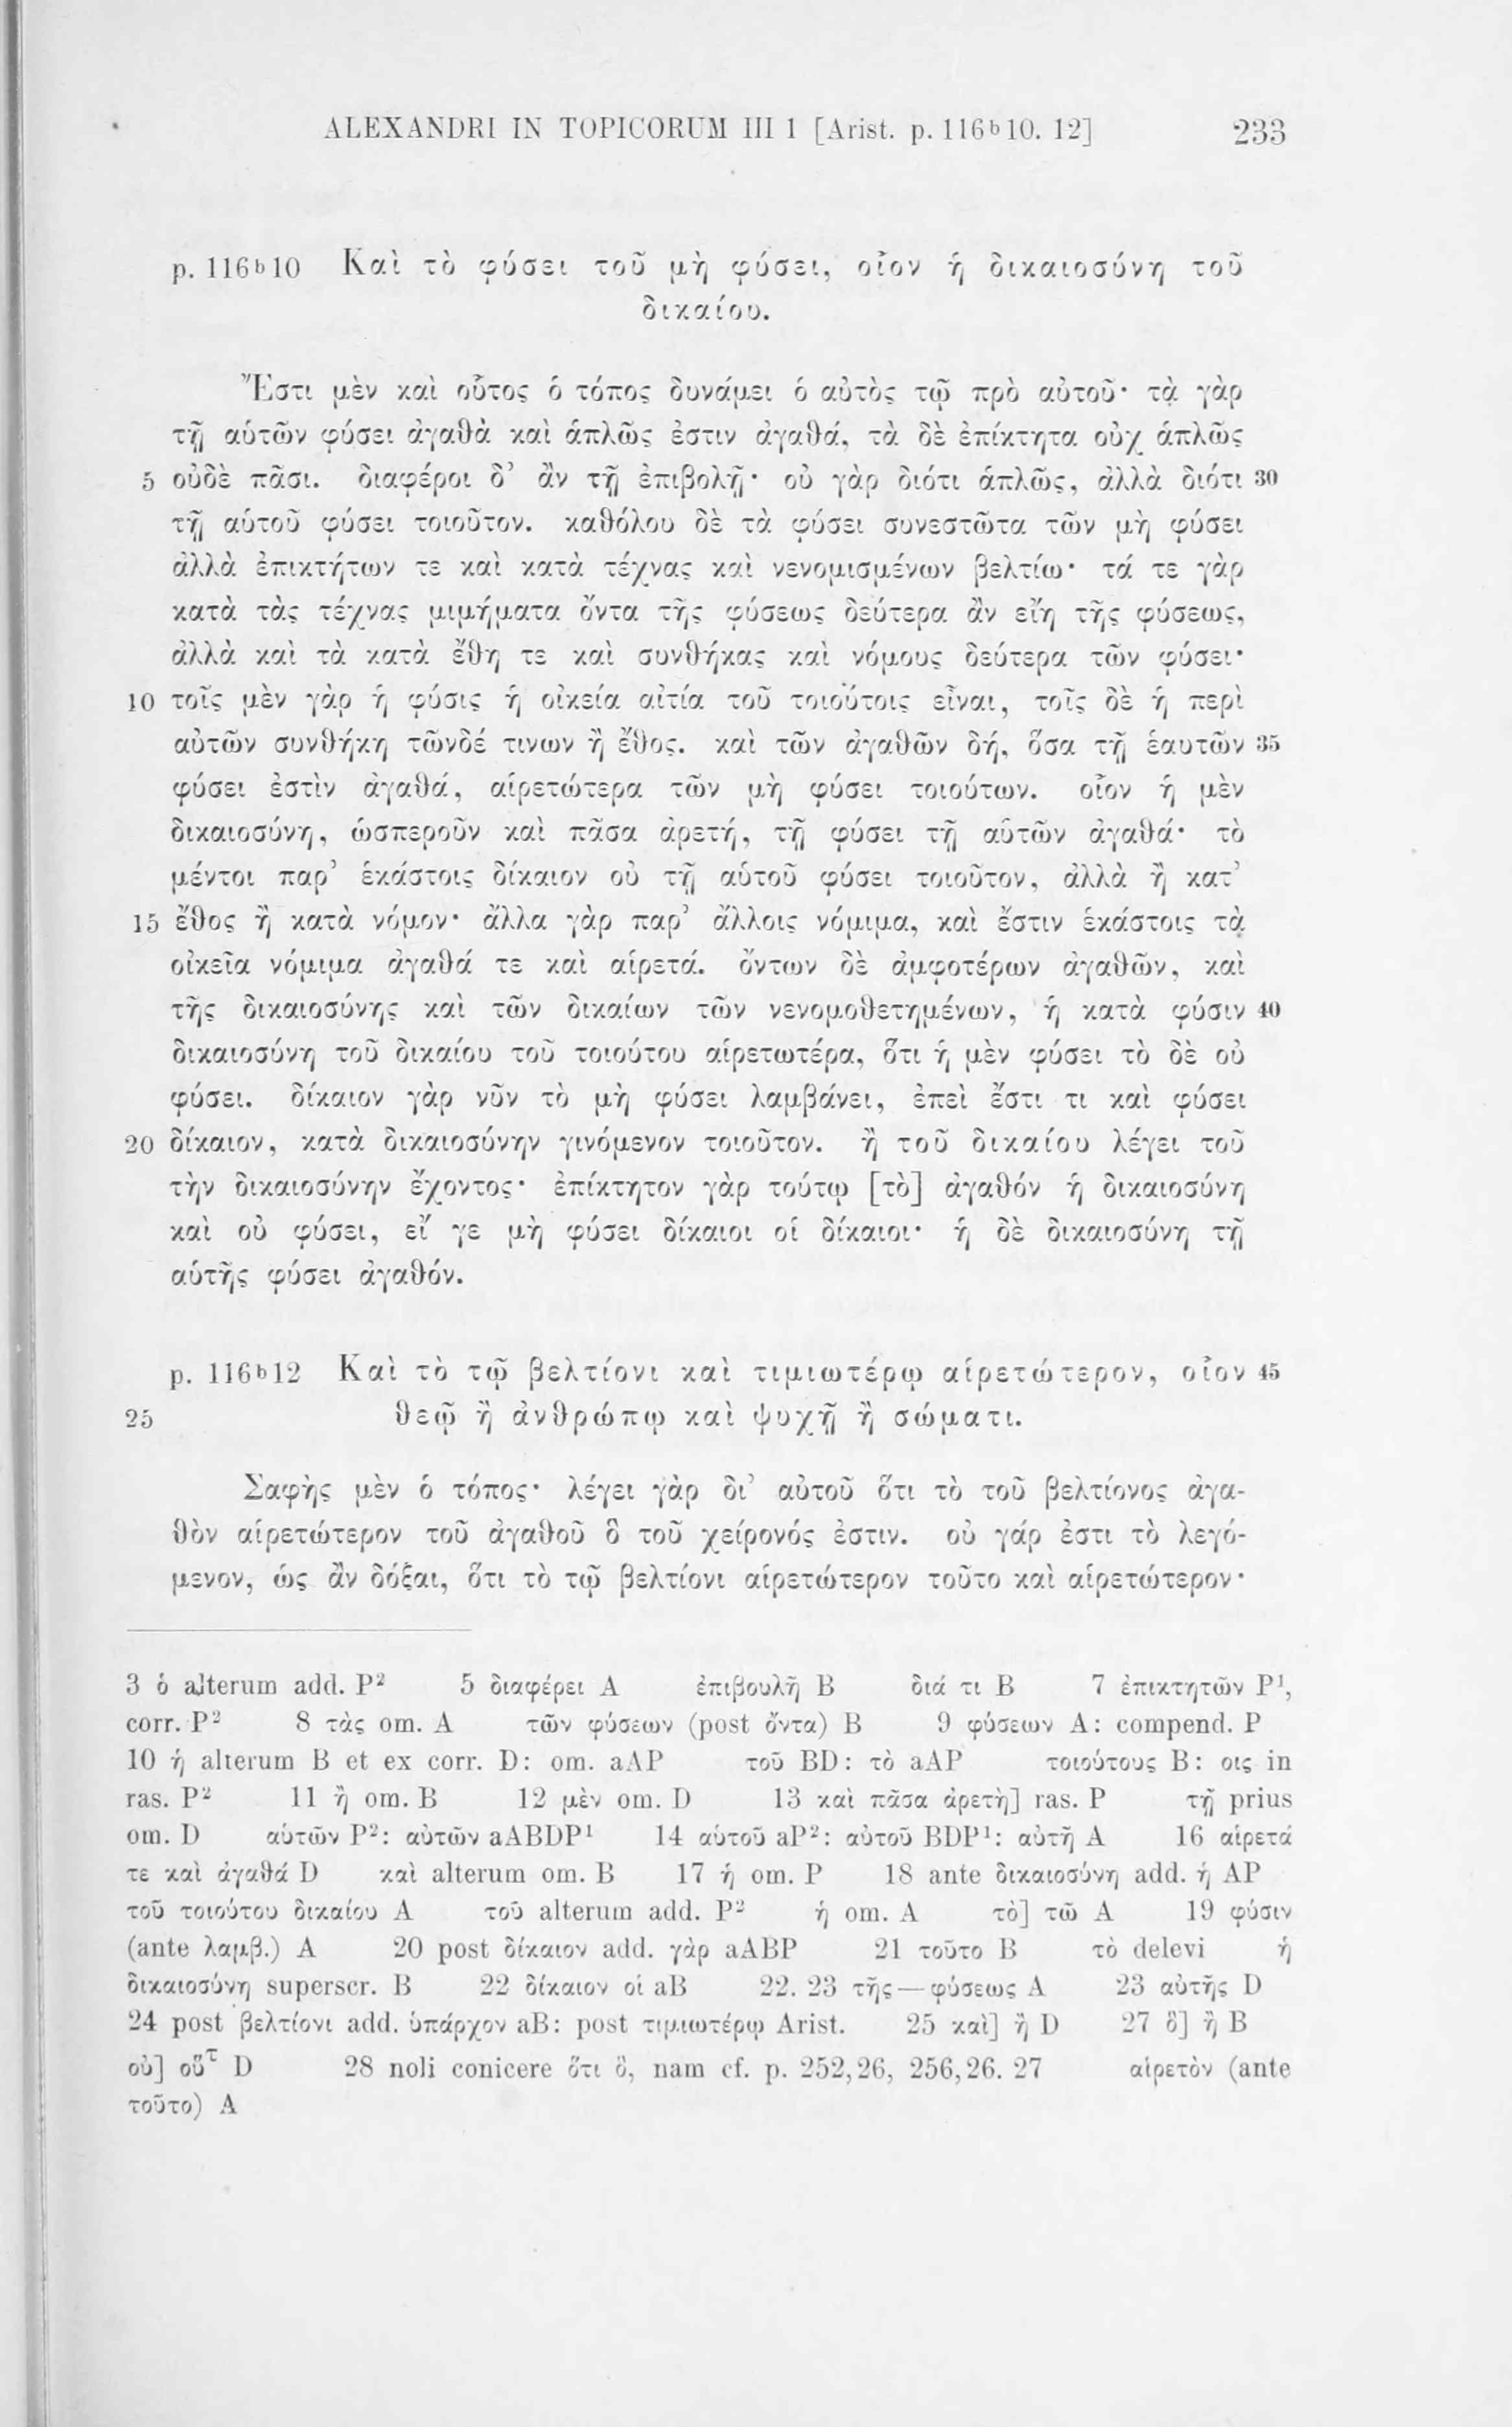 ALEXANDRI IN TOPICORUM III 1 [Arist. p. 116b10. 12] 233
p. 116b10 Καὶ τὸ φύσει τοῦ μὴ φύσει, οἷον ἡ δικαιοσύνη τοῦ
δικαίου.
Ἔστι μὲν καὶ οὗτος ὁ τόπος δυνάμει ὁ αὐτὸς τῷ πρὸ αὐτοῦ· τὰ γὰρ
τῇ αὑτῶν φύσει ἀγαθὰ καὶ ἁπλῶς ἐστιν ἀγαθά, τὰ δὲ ἐπίκτητα οὐχ ἁπλῶς
5 οὐδὲ πᾶσι. διαφέροι δ’ ἂν τῇ ἐπιβολῇ· οὐ γὰρ διότι ἁπλῶς, ἀλλὰ διότι 30
τῇ αὑτοῦ φύσει τοιοῦτον. καθόλου δὲ τὰ φύσει συνεστῶτα τῶν μὴ φύσει
ἀλλὰ ἐπικτήτων τε καὶ κατὰ τέχνας καὶ νενομισμένων βελτίω· τά τε γὰρ
κατὰ τὰς τέχνας μιμήματα ὄντα τῆς φύσεως δεύτερα ἂν εἴη τῆς φύσεως,
ἀλλὰ καὶ τὰ κατὰ ἔθη τε καὶ συνθήκας καὶ νόμους δεύτερα τῶν φύσει·
10 τοῖς μὲν γὰρ ἡ φύσις ἡ οἰκεία αἰτία τοῦ τοιούτοις εἶναι, τοῖς δὲ ἡ περὶ
αὐτῶν συνθήκη τῶνδέ τινων ἢ ἔθος. καὶ τῶν ἀγαθῶν δή, ὅσα τῇ ἑαυτῶν 35
φύσει ἐστὶν ἀγαθά, αἱρετώτερα τῶν μὴ φύσει τοιούτων. οἷον ἡ μὲν
δικαιοσύνη, ὡσπεροῦν καὶ πᾶσα ἀρετή, τῇ φύσει τῇ αὑτῶν ἀγαθά· τὸ
μέντοι παρ’ ἑκάστοις δίκαιον οὐ τῇ αὑτοῦ φύσει τοιοῦτον, ἀλλὰ ἢ κατ’
15 ἔθος ἢ κατὰ νόμον· ἄλλα γὰρ παρ’ ἄλλοις νόμιμα, καὶ ἔστιν ἑκάστοις τὰ
οἰκεῖα νόμιμα ἀγαθά τε καὶ αἱρετά. ὄντων δὲ ἀμφοτέρων ἀγαθῶν, καὶ
τῆς δικαιοσύνης καὶ τῶν δικαίων τῶν νενομοθετημένων, ἡ κατὰ φύσιν 40
δικαιοσύνη τοῦ δικαίου τοῦ τοιούτου αἱρετωτέρα, ὅτι ἡ μὲν φύσει τὸ δὲ οὐ
φύσει. δίκαιον γὰρ νῦν τὸ μὴ φύσει λαμβάνει, ἐπεὶ ἔστι τι καὶ φύσει
20 δίκαιον, κατὰ δικαιοσύνην γινόμενον τοιοῦτον. ἢ τοῦ δικαίου λέγει τοῦ
τὴν δικαιοσύνην ἔχοντος· ἐπίκτητον γὰρ τούτῳ [τὸ] ἀγαθόν ἡ δικαιοσύνη
καὶ οὐ φύσει, εἴ γε μὴ φύσει δίκαιοι οἱ δίκαιοι· ἡ δὲ δικαιοσύνη τῇ
αὑτῆς φύσει ἀγαθόν.
p. 116b12 Καὶ τὸ τῷ βελτίονι καὶ τιμιωτέρῳ αἱρετώτερον, οἷον 45
25 θεῷ ἢ ἀνθρώπῳ καὶ ψυχῇ ἢ σώματι.
Σαφὴς μὲν ὁ τόπος· λέγει γὰρ δι’ αὐτοῦ ὅτι τὸ τοῦ βελτίονος ἀγα-
θὸν αἱρετώτερον τοῦ ἀγαθοῦ ὃ τοῦ χείρονός ἐστιν. οὐ γάρ ἐστι τὸ λεγό-
μενον, ὡς ἂν δόξαι, ὅτι τὸ τῷ βελτίονι αἱρετώτερον τοῦτο καὶ αἱρετώτερον·
3 ὁ alterum add. P² 5 διαφέρει A ἐπιβουλῆ B διά τι B 7 ἐπικτητῶν P¹,
corr. P² 8 τὰς om. A τῶν φύσεων (post ὄντα) B 9 φύσεων A: compend. P
10 ἡ alterum B et ex corr. D: om. aAP τοῦ BD: τὸ aAP τοιούτους B: οις in
ras. P² 11 ἢ om. B 12 μὲν om. D 13 καὶ πᾶσα ἀρετὴ] ras. P τῇ prius
om. D αὑτῶν P²: αὐτῶν aABDP¹ 14 αὑτοῦ aP²: αὐτοῦ BDP¹: αὐτῆ A 16 αἱρετά
τε καὶ ἀγαθά D καὶ alterum om. B 17 ἡ om. P 18 ante δικαιοσύνη add. ἡ AP
τοῦ τοιούτου δικαίου A τοῦ alterum add. P² ἡ om. A τὸ] τῶ A 19 φύσιν
(ante λαμβ.) A 20 post δίκαιον add. γὰρ aABP 21 τοῦτο B τὸ delevi ἡ
δικαιοσύνη superscr. B 22 δίκαιον οἱ aB 22. 23 τῆς—φύσεως A 23 αὐτῆς D
24 post βελτίονι add. ὑπάρχον aB: post τιμιωτέρῳ Arist. 25 καὶ] ἢ D 27 ὃ] ἢ B
οὐ] οὕτ D 28 noli conicere ὅτι ὃ, nam cf. p. 252,26, 256,26. 27 αἱρετὸν (ante
τοῦτο) A